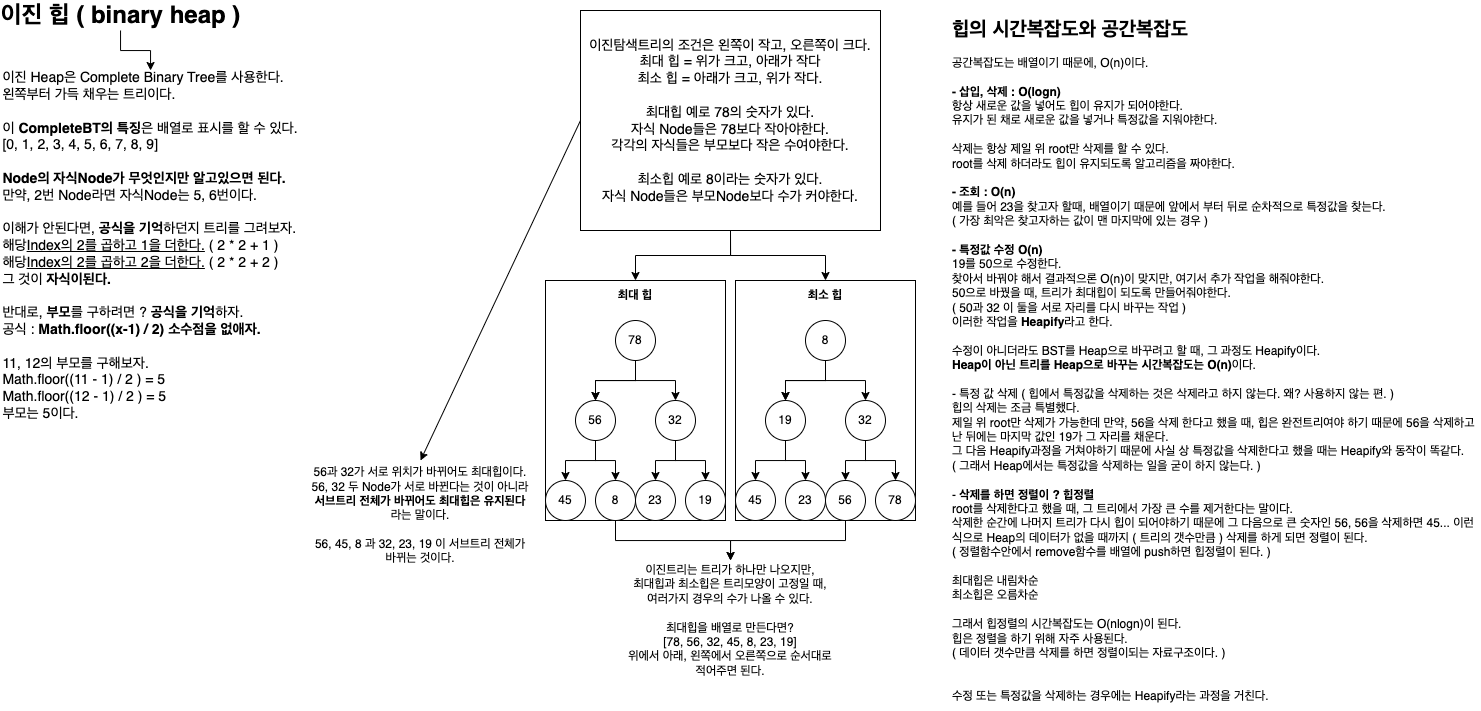 이진 힙 ( binary heap )
이진 Heap은 Complete Binary Tree를 사용한다.
왼쪽부터 가득 채우는 트리이다.
이 CompleteBT의 특징은 배열로 표시를 할 수 있다.
[0, 1, 2, 3, 4, 5, 6, 7, 8, 9]
Node의 자식Node가 무엇인지만 알고있으면 된다.
만약, 2번 Node라면 자식Node는 5, 6번이다.
이해가 안된다면, 공식을 기억하던지 트리를 그려보자.
해당Index의 2를 곱하고 1을 더한다. ( 2 * 2 + 1 )
해당Index의 2를 곱하고 2을 더한다. ( 2 * 2 + 2 )
그 것이 자식이된다.
반대로, 부모를 구하려면 ? 공식을 기억하자.
공식 : Math.floor((x-1) / 2) 소수점을 없애자.
11, 12의 부모를 구해보자.
Math.floor((11 - 1) / 2 ) = 5
Math.floor((12 - 1) / 2 ) = 5
부모는 5이다.
이진탐색트리의 조건은 왼쪽이 작고, 오른쪽이 크다.
최대 힙 = 위가 크고, 아래가 작다
최소 힙 = 아래가 크고, 위가 작다.
최대힙 예로 78의 숫자가 있다.
자식 Node들은 78보다 작아야한다.
각각의 자식들은 부모보다 작은 수여야한다.
최소힙 예로 8이라는 숫자가 있다.
자식 Node들은 부모Node보다 수가 커야한다.
최대 힙
78
56 32
45 8 23 19
최소 힙
8
19 32
45 23 56 78
56과 32가 서로 위치가 바뀌어도 최대힙이다.
56, 32 두 Node가 서로 바뀐다는 것이 아니라
서브트리 전체가 바뀌어도 최대힙은 유지된다
라는 말이다.
56, 45, 8 과 32, 23, 19 이 서브트리 전체가
바뀌는 것이다.
이진트리는 트리가 하나만 나오지만,
최대힙과 최소힙은 트리모양이 고정일 때,
여러가지 경우의 수가 나올 수 있다.
최대힙을 배열로 만든다면?
[78, 56, 32, 45, 8, 23, 19]
위에서 아래, 왼쪽에서 오른쪽으로 순서대로
적어주면 된다.
힙의 시간복잡도와 공간복잡도
공간복잡도는 배열이기 때문에, O(n)이다.
- 삽입, 삭제 : O(logn)
항상 새로운 값을 넣어도 힙이 유지가 되어야한다.
유지가 된 채로 새로운 값을 넣거나 특정값을 지워야한다.
삭제는 항상 제일 위 root만 삭제를 할 수 있다.
root를 삭제 하더라도 힙이 유지되도록 알고리즘을 짜야한다.
- 조회 : O(n)
예를 들어 23을 찾고자 할때, 배열이기 때문에 앞에서 부터 뒤로 순차적으로 특정값을 찾는다.
( 가장 최악은 찾고자하는 값이 맨 마지막에 있는 경우 )
- 특정값 수정 O(n)
19를 50으로 수정한다.
찾아서 바꿔야 해서 결과적으론 O(n)이 맞지만, 여기서 추가 작업을 해줘야한다.
50으로 바꿨을 때, 트리가 최대힙이 되도록 만들어줘야한다.
( 50과 32 이 둘을 서로 자리를 다시 바꾸는 작업 )
이러한 작업을 Heapify라고 한다.
수정이 아니더라도 BST를 Heap으로 바꾸려고 할 때, 그 과정도 Heapify이다.
Heap이 아닌 트리를 Heap으로 바꾸는 시간복잡도는 O(n)이다.
- 특정 값 삭제 ( 힙에서 특정값을 삭제하는 것은 삭제라고 하지 않는다. 왜? 사용하지 않는 편. )
힙의 삭제는 조금 특별했다.
제일 위 root만 삭제가 가능한데 만약, 56을 삭제 한다고 했을 때, 힙은 완전트리여야 하기 때문에 56을 삭제하고
난 뒤에는 마지막 값인 19가 그 자리를 채운다.
그 다음 Heapify과정을 거쳐야하기 때문에 사실 상 특정값을 삭제한다고 했을 때는 Heapify와 동작이 똑같다.
( 그래서 Heap에서는 특정값을 삭제하는 일을 굳이 하지 않는다. )
- 삭제를 하면 정렬이 ? 힙정렬
root를 삭제한다고 했을 때, 그 트리에서 가장 큰 수를 제거한다는 말이다.
삭제한 순간에 나머지 트리가 다시 힙이 되어야하기 때문에 그 다음으로 큰 숫자인 56, 56을 삭제하면 45... 이런
식으로 Heap의 데이터가 없을 때까지 ( 트리의 갯수만큼 ) 삭제를 하게 되면 정렬이 된다.
( 정렬함수안에서 remove함수를 배열에 push하면 힙정렬이 된다. )
최대힙은 내림차순
최소힙은 오름차순
그래서 힙정렬의 시간복잡도는 O(nlogn)이 된다.
힙은 정렬을 하기 위해 자주 사용된다.
( 데이터 갯수만큼 삭제를 하면 정렬이되는 자료구조이다. )
수정 또는 특정값을 삭제하는 경우에는 Heapify라는 과정을 거친다.